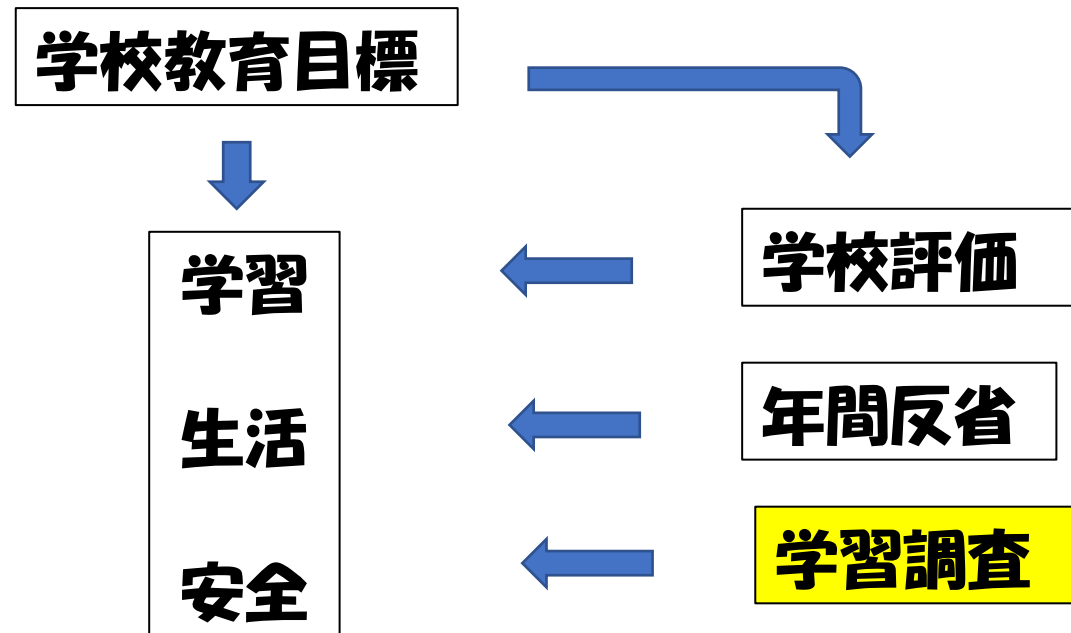 学校教育目標
学習
生活
安全
学校評価
年間反省
学習調査